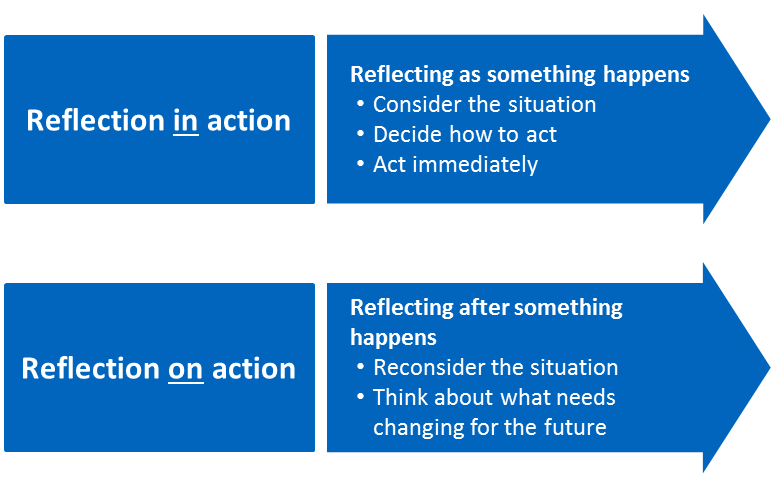 Reflection in action
Reflecting as something happens
• Consider the situation
• Decide how to act
• Act immediately
Reflection on action
Reflecting after something
happens
• Reconsider the situation
• Think about what needs
changing for the future